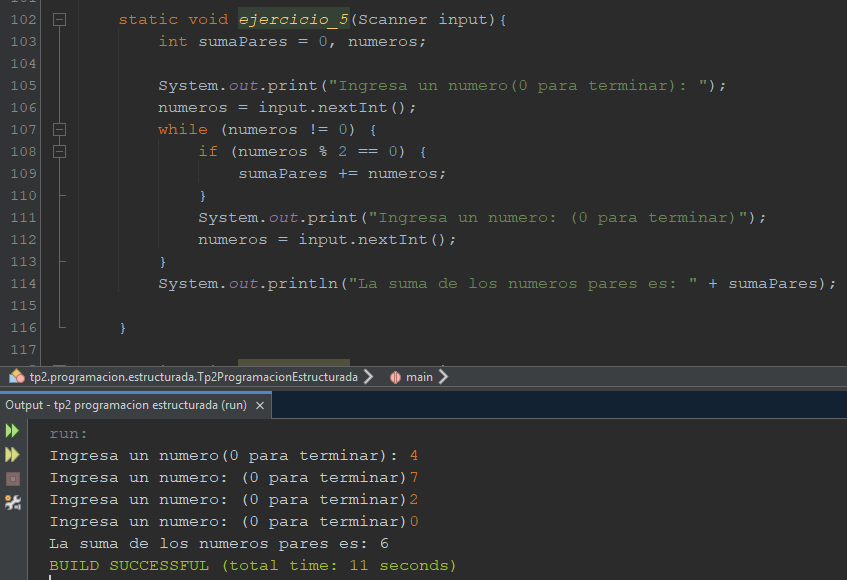 102 static void ejercicio_5(Scanner input){
103 int sumaPares = 0, numeros;
104
105 System.out.print("Ingresa un numero(0 para terminar): ");
106 numeros = input.nextInt();
107 while (numeros != 0) {
108 if (numeros % 2 == 0) {
109 sumaPares += numeros;
110 }
111 System.out.print("Ingresa un numero: (0 para terminar)");
112 numeros = input.nextInt();
113 }
114 System.out.println("La suma de los numeros pares es: " + sumaPares);
115
116 }
117
tp2.programacion.estructurada.Tp2ProgramacionEstructurada main
Output - tp2 programacion estructurada (run) ×
run:
Ingresa un numero(0 para terminar): 4
Ingresa un numero: (0 para terminar)7
Ingresa un numero: (0 para terminar)2
Ingresa un numero: (0 para terminar)0
La suma de los numeros pares es: 6
BUILD SUCCESSFUL (total time: 11 seconds)